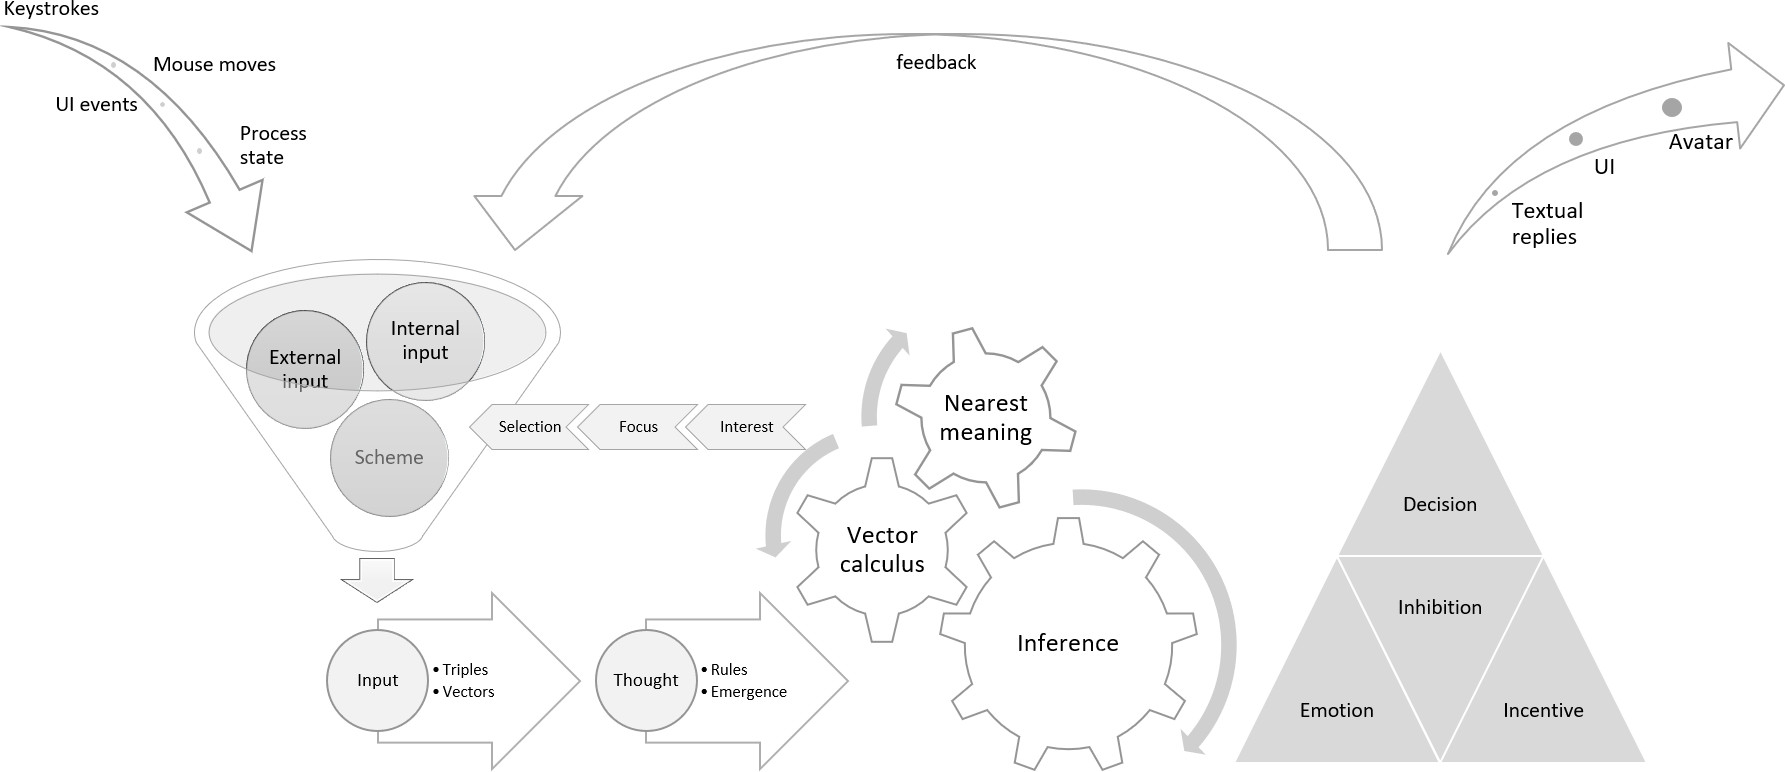 Keystrokes
Mouse moves
UI events
Process
state
feedback
Avatar
UI
Textual
replies
Internal
input
External
input
Scheme
Selection
Focus
Interest
Nearest
meaning
Vector
calculus
Inference
Input
• Triples
• Vectors
Thought
• Rules
• Emergence
Decision
Inhibition
Emotion
Incentive